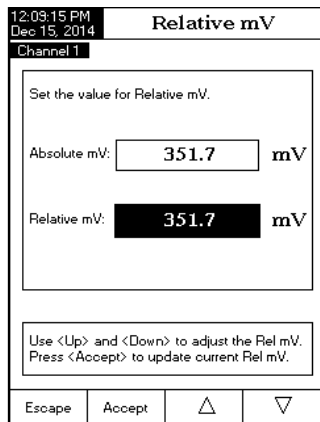 12:09:15 PM
Dec 15, 2014
Relative mV
Channel 1
Set the value for Relative mV.
Absolute mV: 351.7 mV
Relative mV: 351.7 mV
Use <Up> and <Down> to adjust the Rel mV.
Press <Accept> to update current Rel mV.
Escape Accept △ ▽